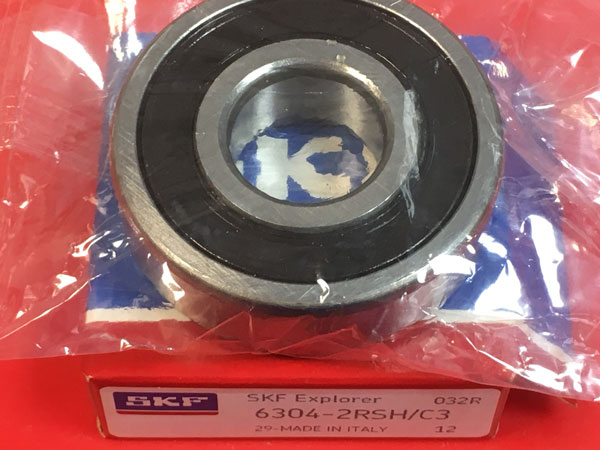 K
SKF
SKF Explorer 032R
6304-2RSH/C3
29-MADE IN ITALY 12